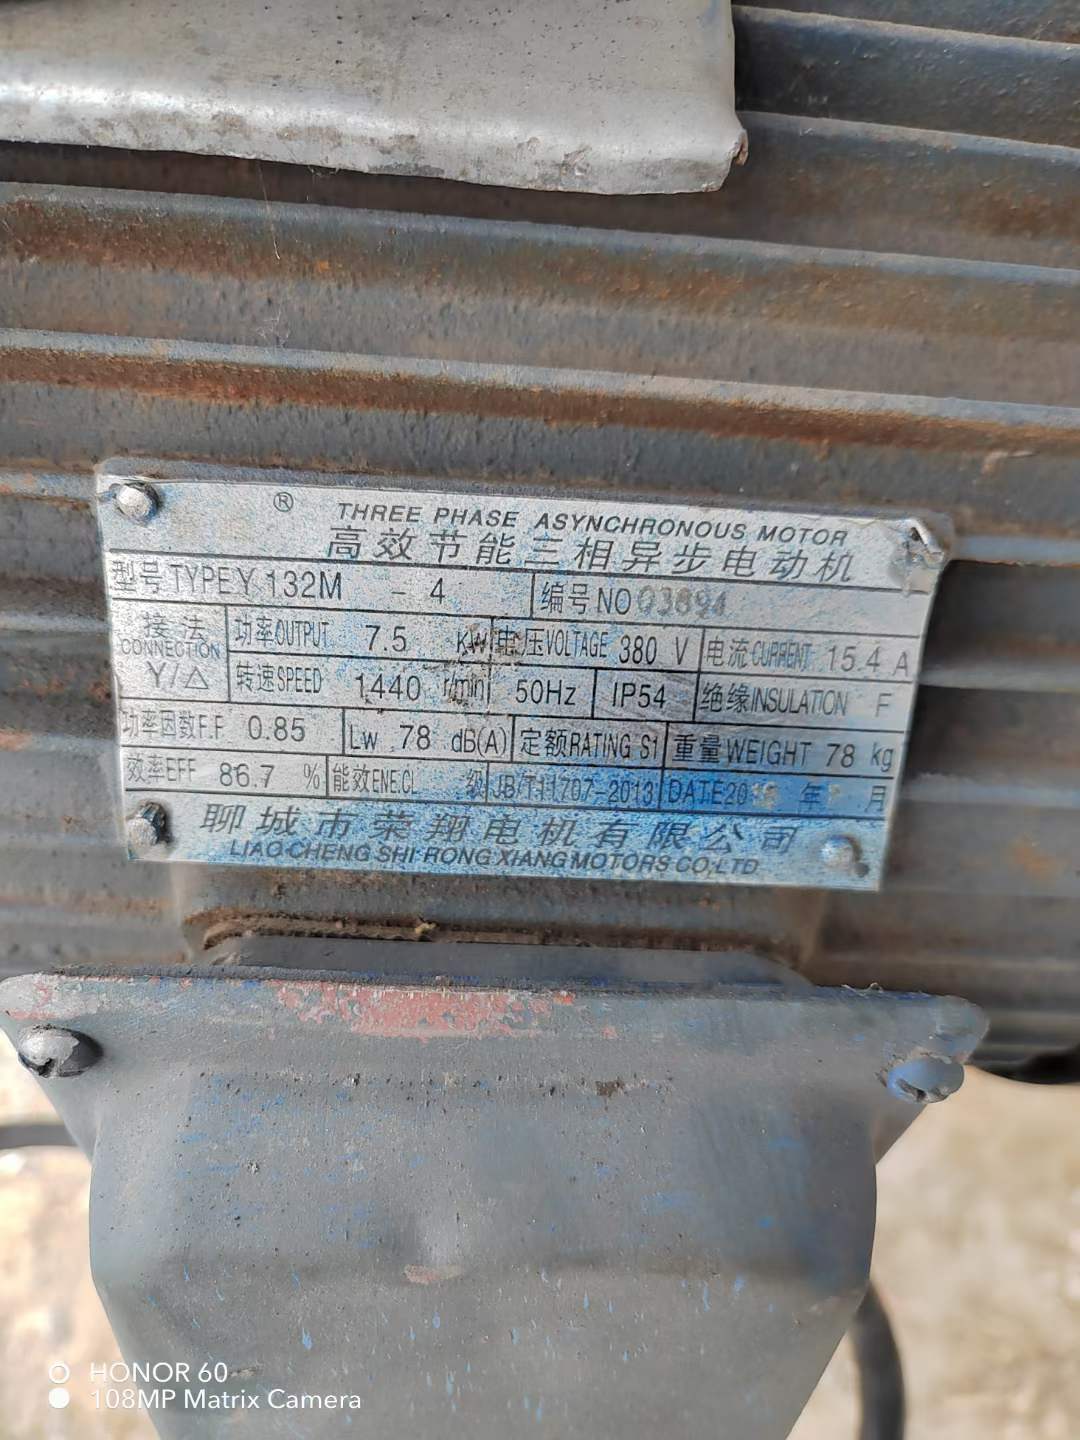 ® THREE PHASE ASYNCHRONOUS MOTOR
高效节能三相异步电动机
型号TYPE Y 132M - 4 编号NO 03894
接法 CONNECTION Y/△
功率OUTPUT 7.5 KW 电压VOLTAGE 380 V 电流CURRENT 15.4 A
转速SPEED 1440 r/min 50Hz IP54 绝缘INSULATION F
功率因数F.F 0.85 Lw 78 dB(A) 定额RATING S1 重量WEIGHT 78 kg
效率EFF 86.7 % 能效ENE.CL 级 JB/T11707-2013 DATE 年 月
聊城市荣翔电机有限公司
LIAO CHENG SHI RONG XIANG MOTORS CO,LTD
HONOR 60
108MP Matrix Camera